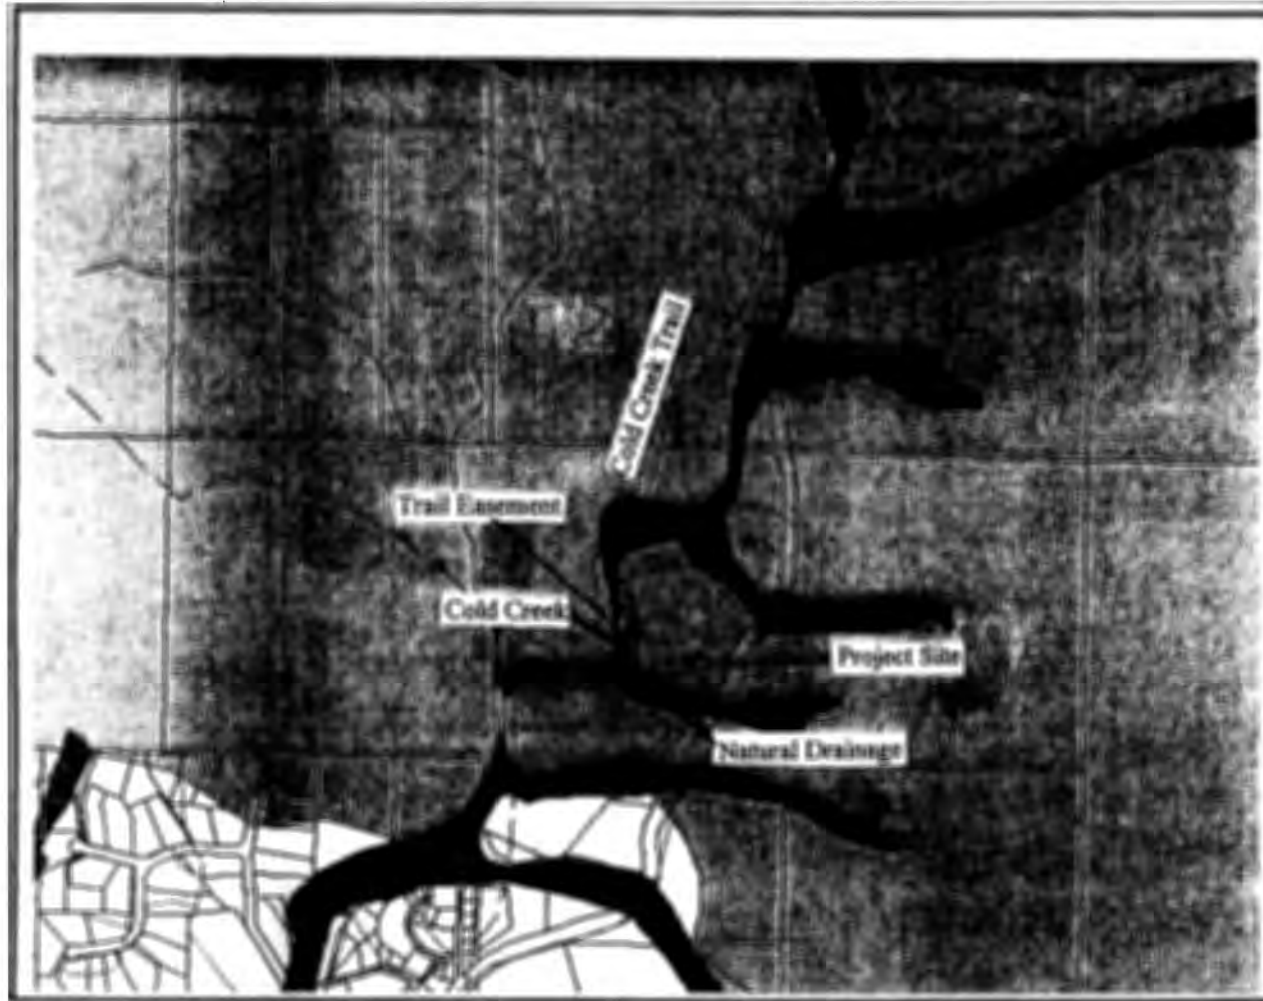 Cold Creek Trail
Trail Easement
Cold Creek
Project Site
Natural Drainage